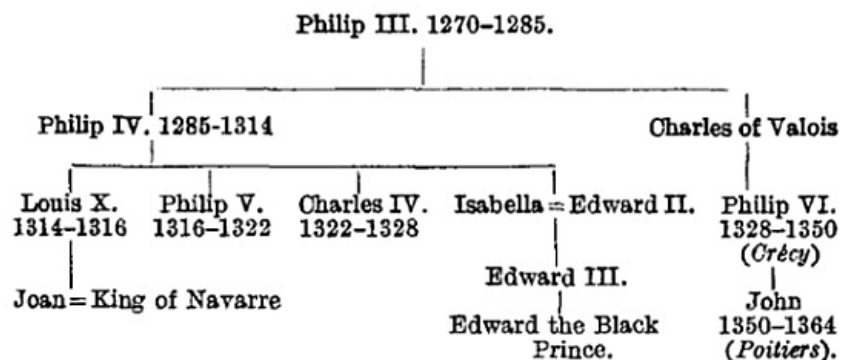 Philip III. 1270–1285.
Philip IV. 1285-1314
Charles of Valois
Louis X. Philip V. Charles IV. Isabella=Edward II. Philip VI.
1314–1316 1316–1322 1322–1328 1328–1350
(Crécy)
Edward III.
Joan=King of Navarre
John
Edward the Black 1350–1364
Prince. (Poitiers).